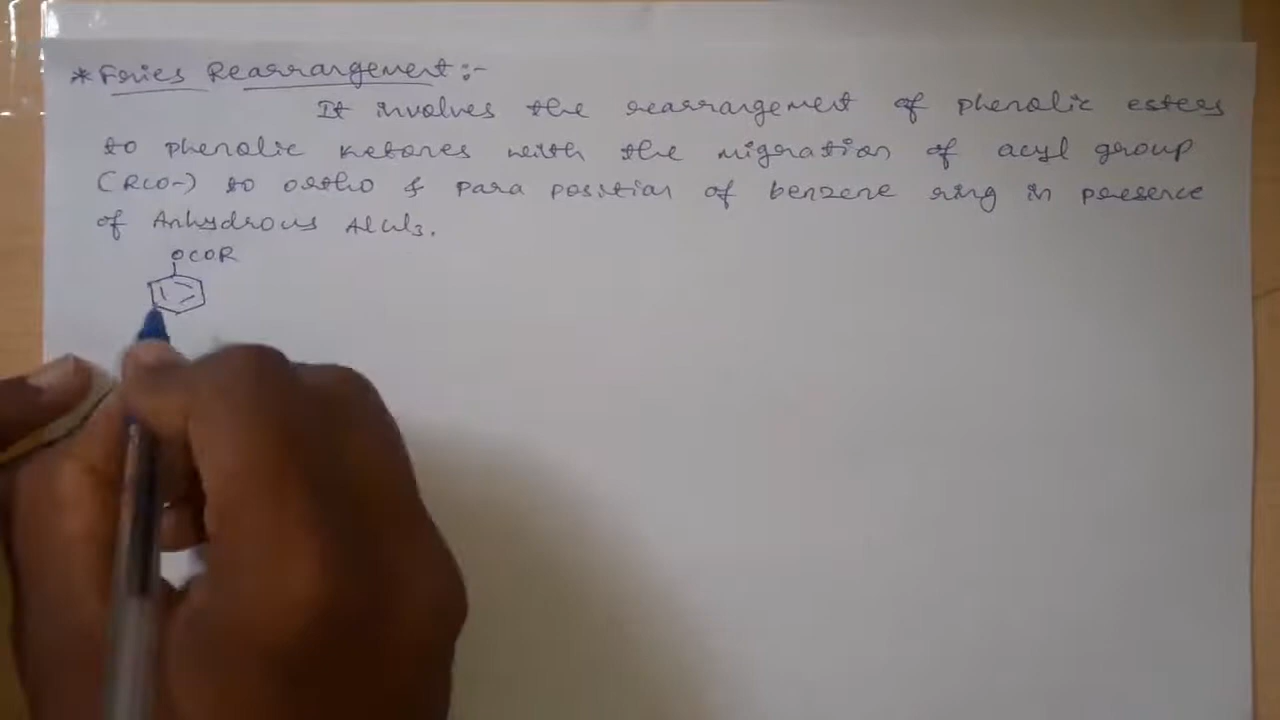 * Fries Rearrangement :-
It involves the rearrangement of phenolic esters
to phenolic ketones with the migration of acyl group
(RCO-) to ortho & para position of benzene ring in presence
of Anhydrous AlCl3.
OCOR